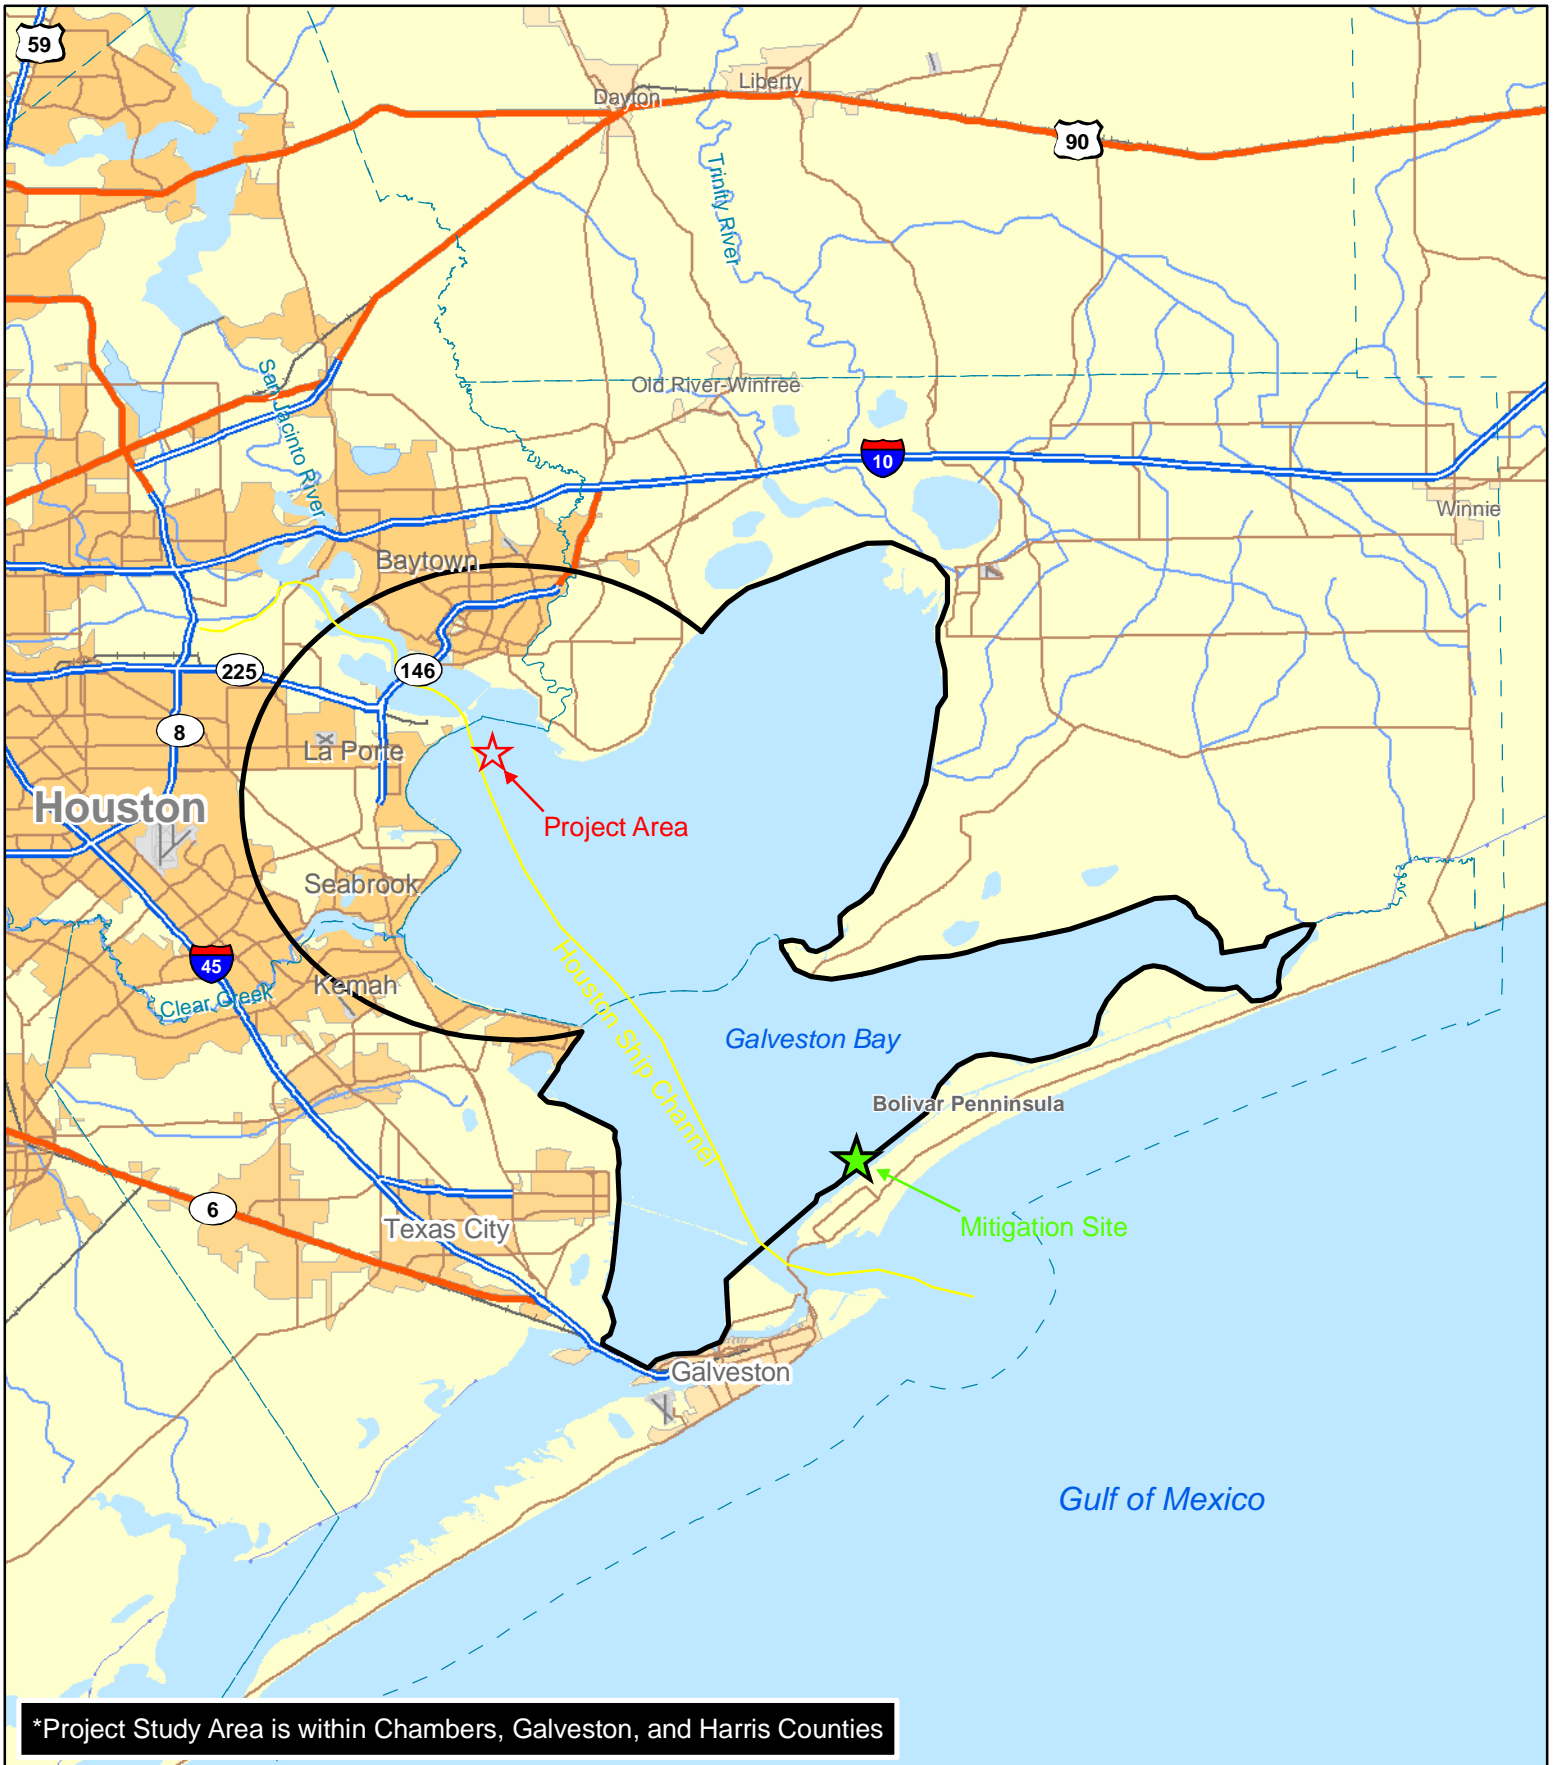 59
Dayton
Liberty
90
Trinity River
San Jacinto River
Old River-Winfree
10
Winnie
Baytown
225
146
8
La Porte
Houston
Project Area
Seabrook
45
Kemah
Clear Creek
Houston Ship Channel
Galveston Bay
Bolivar Penninsula
6
Texas City
Mitigation Site
Galveston
Gulf of Mexico
*Project Study Area is within Chambers, Galveston, and Harris Counties